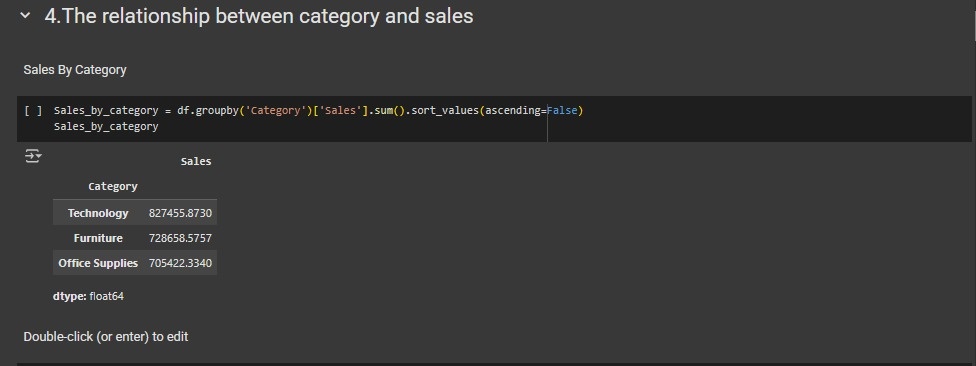 4.The relationship between category and sales
Sales By Category
[ ] Sales_by_category = df.groupby('Category')['Sales'].sum().sort_values(ascending=False)
Sales_by_category
Sales
Category
Technology 827455.8730
Furniture 728658.5757
Office Supplies 705422.3340
dtype: float64
Double-click (or enter) to edit